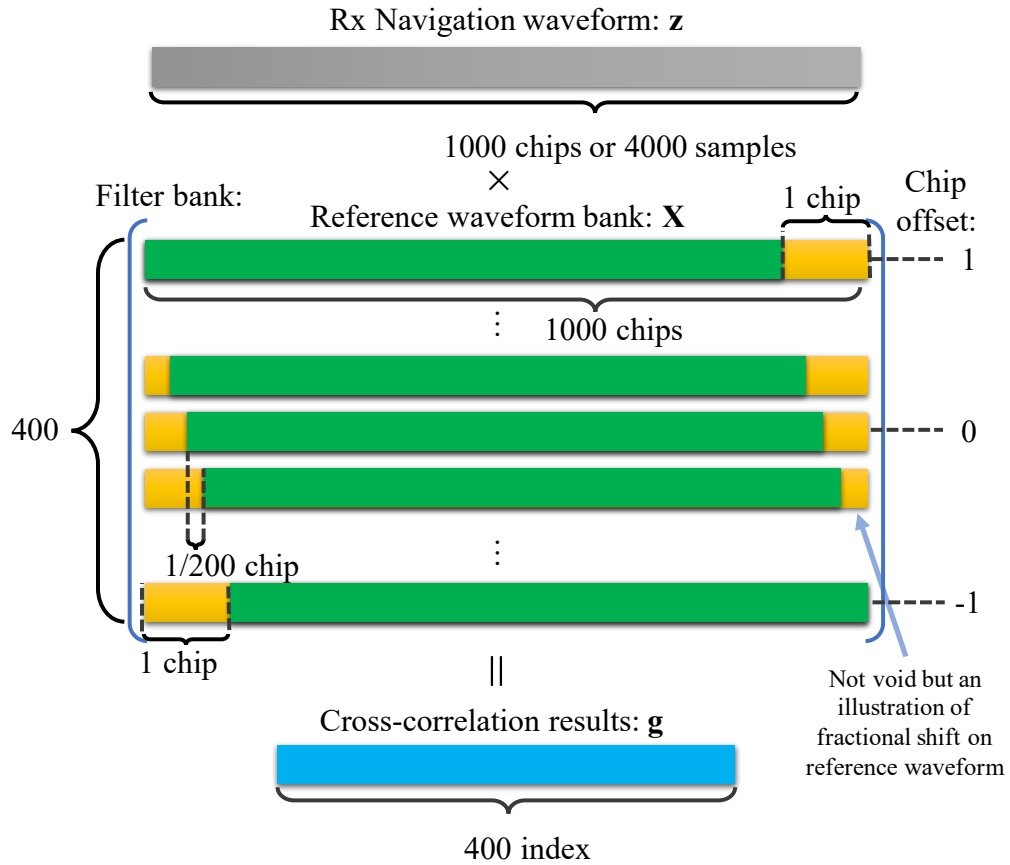 Rx Navigation waveform: z
1000 chips or 4000 samples
×
Filter bank:
Reference waveform bank: X
1 chip
Chip
offset:
1
1000 chips
⋮
400
0
1/200 chip
⋮
-1
1 chip
||
Not void but an
illustration of
fractional shift on
reference waveform
Cross-correlation results: g
400 index